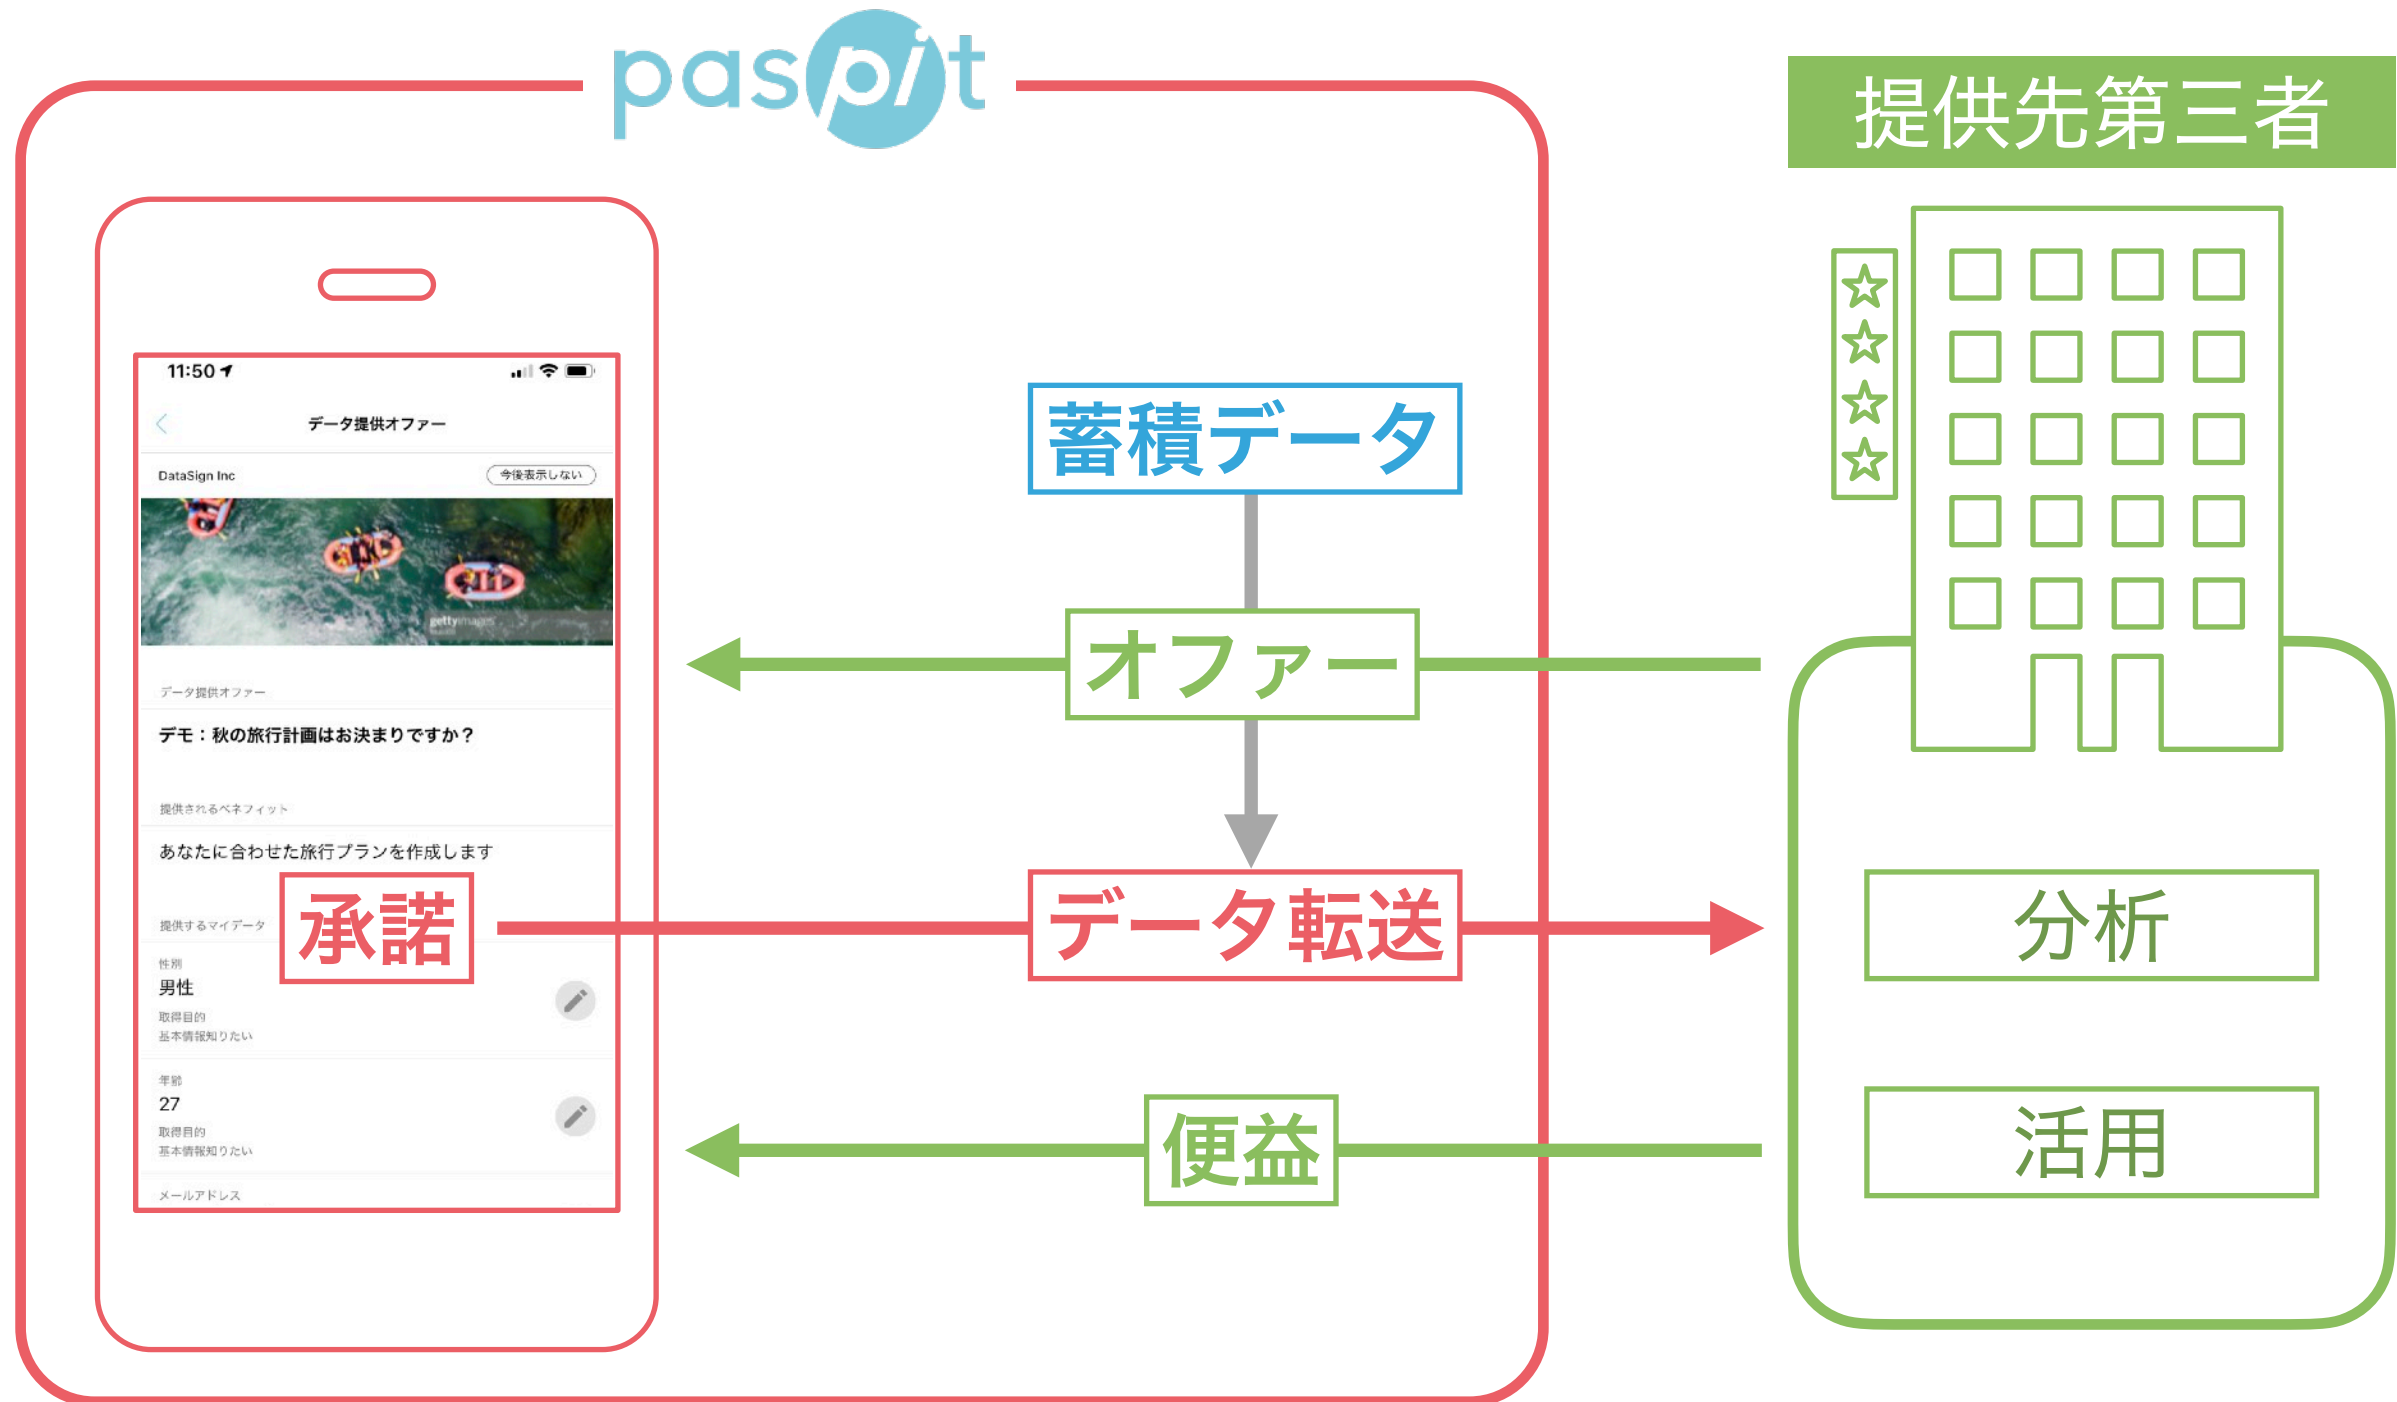 paspit
提供先第三者
11:50
データ提供オファー
DataSign Inc
今後表示しない
gettyimages
データ提供オファー
デモ：秋の旅行計画はお決まりですか？
提供されるベネフィット
あなたに合わせた旅行プランを作成します
提供するマイデータ
性別
男性
取得目的
基本情報知りたい
年齢
27
取得目的
基本情報知りたい
メールアドレス
承諾
蓄積データ
オファー
データ転送
便益
分析
活用